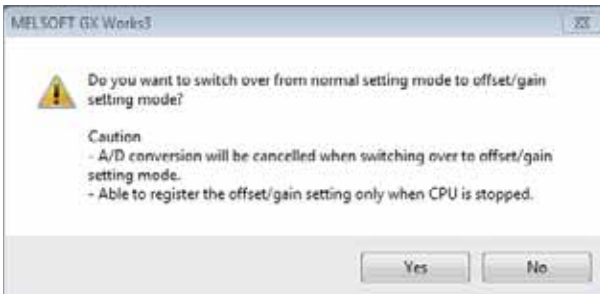 MELSOFT GX Works3
Do you want to switch over from normal setting mode to offset/gain
setting mode?
Caution
- A/D conversion will be cancelled when switching over to offset/gain
setting mode.
- Able to register the offset/gain setting only when CPU is stopped.
Yes
No